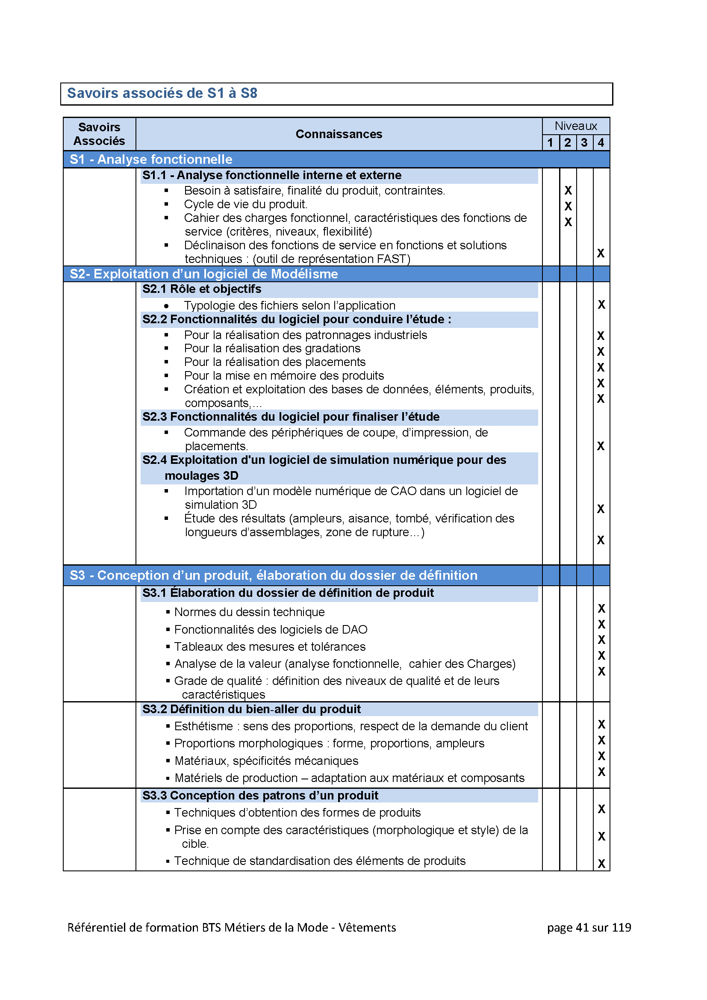 Savoirs associés de S1 à S8
Savoirs Associés
Connaissances
Niveaux
1 2 3 4
S1 - Analyse fonctionnelle
S1.1 - Analyse fonctionnelle interne et externe
▪ Besoin à satisfaire, finalité du produit, contraintes. X
▪ Cycle de vie du produit. X
▪ Cahier des charges fonctionnel, caractéristiques des fonctions de X
service (critères, niveaux, flexibilité)
▪ Déclinaison des fonctions de service en fonctions et solutions
techniques : (outil de représentation FAST) X
S2- Exploitation d’un logiciel de Modélisme
S2.1 Rôle et objectifs
• Typologie des fichiers selon l’application X
S2.2 Fonctionnalités du logiciel pour conduire l’étude :
▪ Pour la réalisation des patronnages industriels X
▪ Pour la réalisation des gradations X
▪ Pour la réalisation des placements X
▪ Pour la mise en mémoire des produits X
▪ Création et exploitation des bases de données, éléments, produits, X
composants,…
S2.3 Fonctionnalités du logiciel pour finaliser l’étude
▪ Commande des périphériques de coupe, d’impression, de
placements. X
S2.4 Exploitation d'un logiciel de simulation numérique pour des
moulages 3D
▪ Importation d’un modèle numérique de CAO dans un logiciel de
simulation 3D X
▪ Étude des résultats (ampleurs, aisance, tombé, vérification des
longueurs d’assemblages, zone de rupture…) X
S3 - Conception d’un produit, élaboration du dossier de définition
S3.1 Élaboration du dossier de définition de produit
▪ Normes du dessin technique X
▪ Fonctionnalités des logiciels de DAO X
▪ Tableaux des mesures et tolérances X
▪ Analyse de la valeur (analyse fonctionnelle,  cahier des Charges) X
▪ Grade de qualité : définition des niveaux de qualité et de leurs X
caractéristiques
S3.2 Définition du bien-aller du produit
▪ Esthétisme : sens des proportions, respect de la demande du client X
▪ Proportions morphologiques : forme, proportions, ampleurs X
▪ Matériaux, spécificités mécaniques X
▪ Matériels de production – adaptation aux matériaux et composants X
S3.3 Conception des patrons d’un produit
▪ Techniques d’obtention des formes de produits X
▪ Prise en compte des caractéristiques (morphologique et style) de la X
cible.
▪ Technique de standardisation des éléments de produits X
Référentiel de formation BTS Métiers de la Mode - Vêtements page 41 sur 119